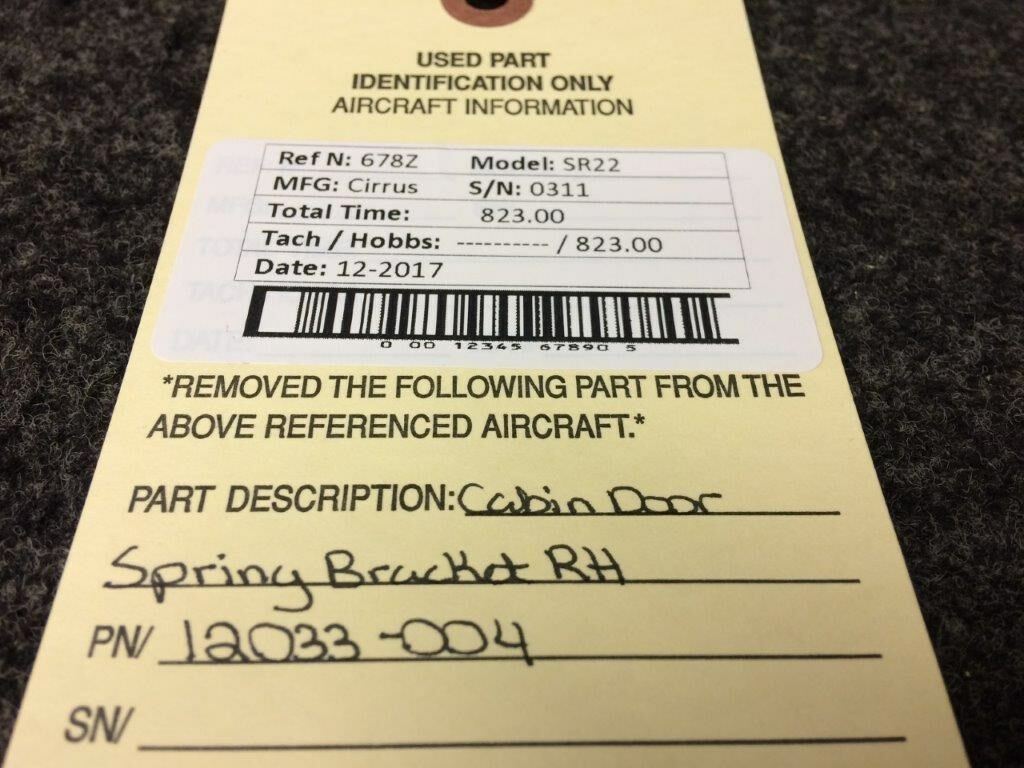 USED PART
IDENTIFICATION ONLY
AIRCRAFT INFORMATION
Ref N: 678Z Model: SR22
MFG: Cirrus S/N: 0311
Total Time: 823.00
Tach / Hobbs: ---------- / 823.00
Date: 12-2017
0 00 12345 67890 5
*REMOVED THE FOLLOWING PART FROM THE
ABOVE REFERENCED AIRCRAFT.*
PART DESCRIPTION: Cabin Door
Spring Bracket RH
PN/ 12033-004
SN/